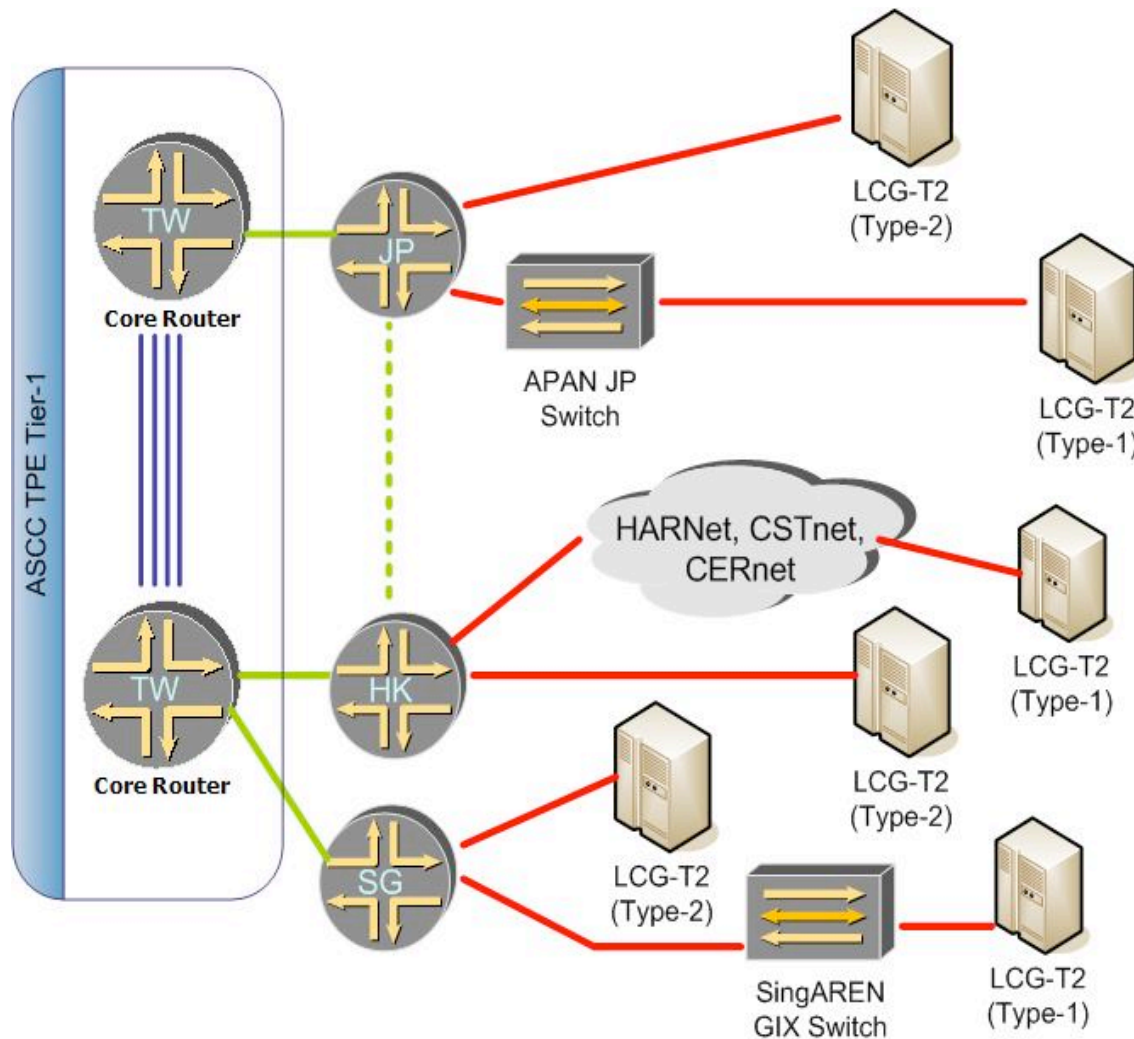 ASCC TPE Tier-1
TW
Core Router
JP
LCG-T2
(Type-2)
APAN JP
Switch
LCG-T2
(Type-1)
HARNet, CSTnet,
CERnet
LCG-T2
(Type-1)
TW
Core Router
HK
LCG-T2
(Type-2)
SG
LCG-T2
(Type-2)
SingAREN
GIX Switch
LCG-T2
(Type-1)